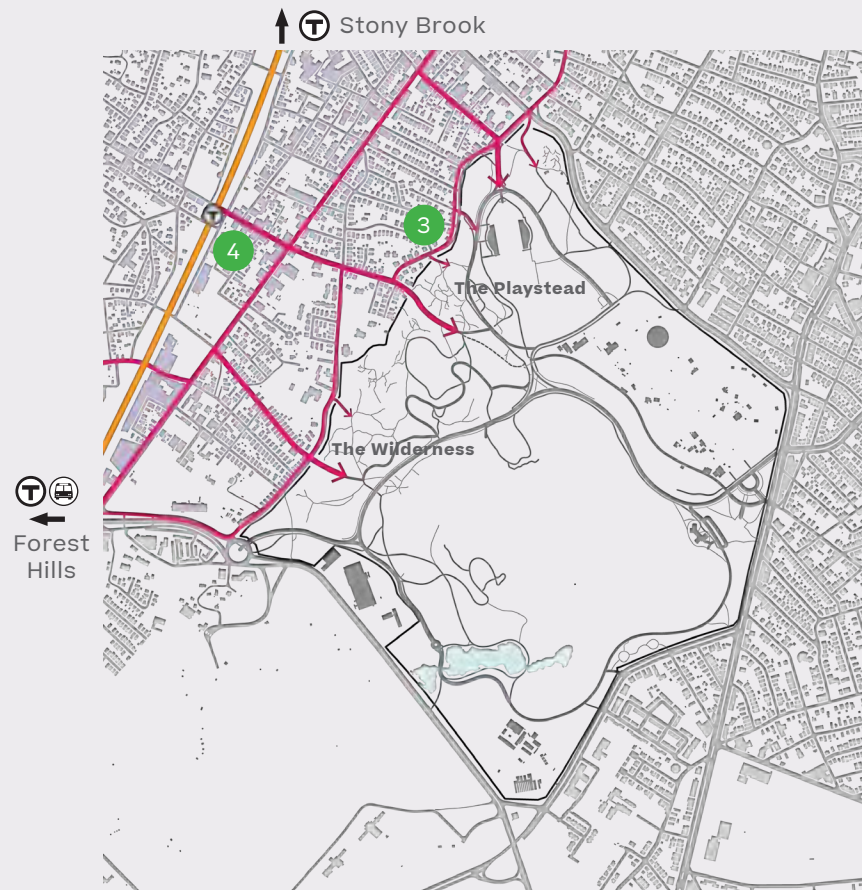 T Stony Brook
3
T
4
The Playstead
The Wilderness
T
Forest
Hills